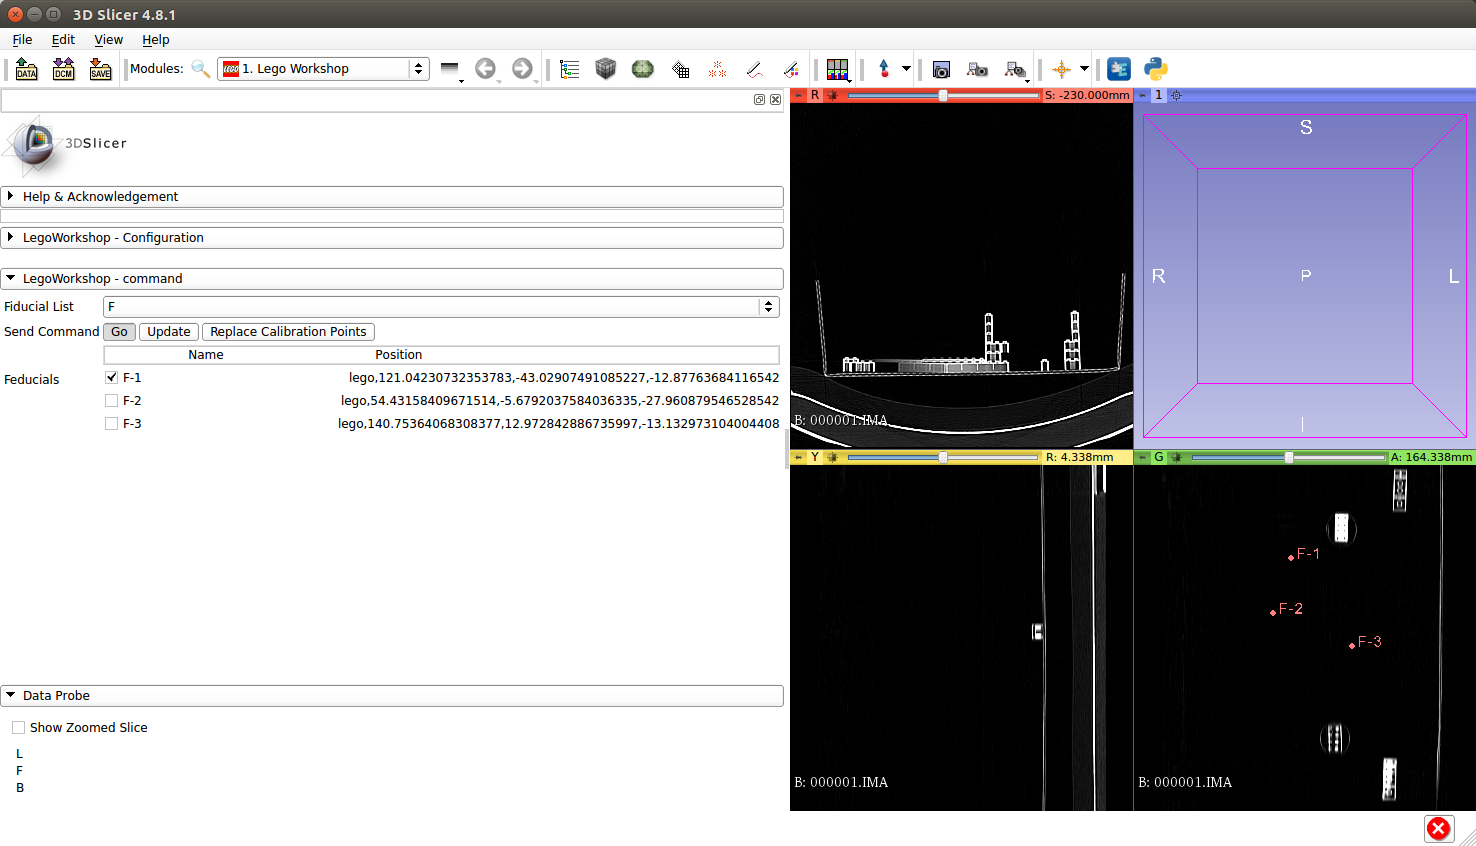 3D Slicer 4.8.1
File Edit View Help
DATA DCM SAVE Modules: LEGO 1. Lego Workshop
R S: -230.000mm
1
3DSlicer
Help & Acknowledgement
LegoWorkshop - Configuration
LegoWorkshop - command
Fiducial List F
Send Command Go Update Replace Calibration Points
Name Position
Feducials
F-1 lego,121.04230732353783,-43.02907491085227,-12.87763684116542
F-2 lego,54.43158409671514,-5.6792037584036335,-27.960879546528542
F-3 lego,140.75364068308377,12.972842886735997,-13.132973104004408
Data Probe
Show Zoomed Slice
L
F
B
B: 000001.IMA
S
R P L
I
Y R: 4.338mm
G A: 164.338mm
F-1
F-2
F-3
B: 000001.IMA
B: 000001.IMA